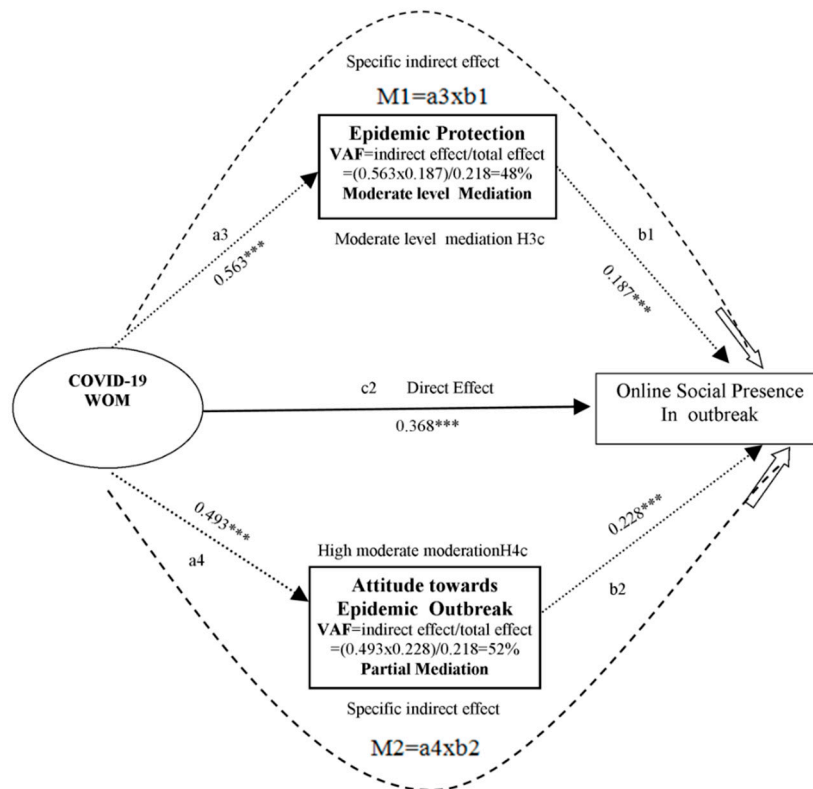 Specific indirect effect
M1=a3xb1
Epidemic Protection
VAF=indirect effect/total effect
=(0.563x0.187)/0.218=48%
Moderate level Mediation
Moderate level mediation H3c
a3
0.563***
b1
0.187***
COVID-19
WOM
c2 Direct Effect
0.368***
Online Social Presence
In outbreak
0.493***
a4
0.228***
b2
High moderate moderationH4c
Attitude towards
Epidemic Outbreak
VAF=indirect effect/total effect
=(0.493x0.228)/0.218=52%
Partial Mediation
Specific indirect effect
M2=a4xb2